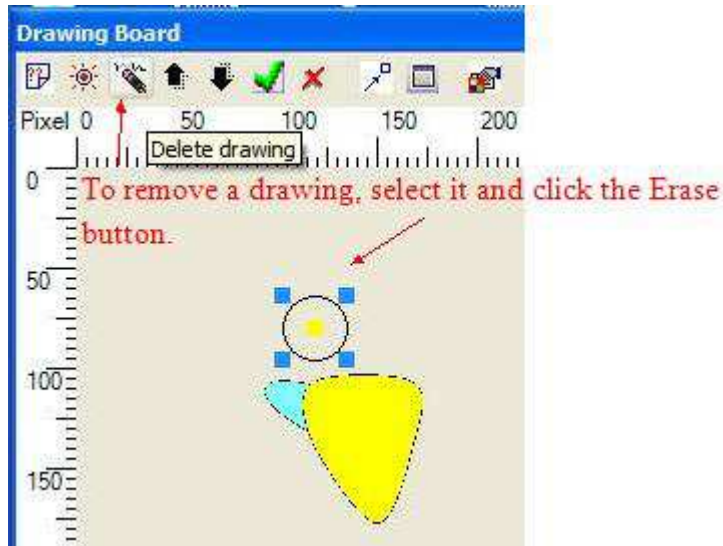 Drawing Board
Pixel 0 50 100 150 200
Delete drawing
0
To remove a drawing, select it and click the Erase
button.
50
100
150